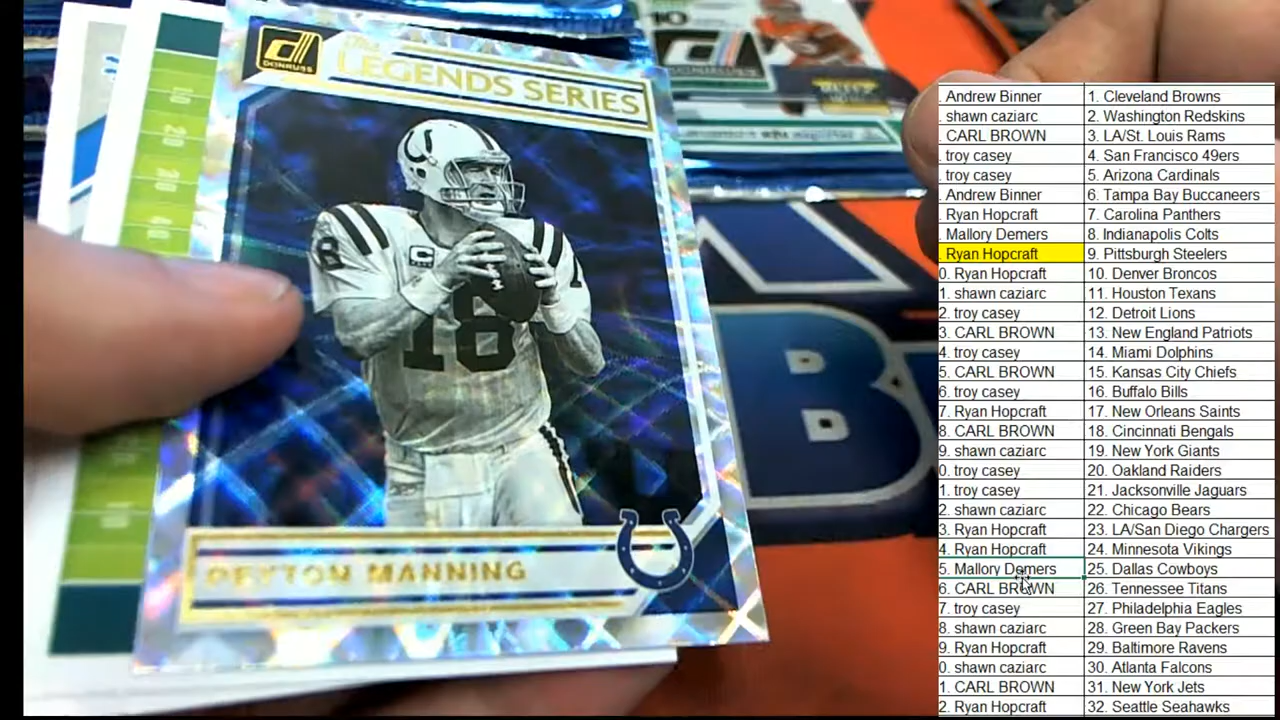 DONRUSS
The
LEGENDS SERIES
18
C
PEYTON MANNING
10
DONRUSS
B
. Andrew Binner 1. Cleveland Browns
. shawn caziarc 2. Washington Redskins
. CARL BROWN 3. LA/St. Louis Rams
. troy casey 4. San Francisco 49ers
. troy casey 5. Arizona Cardinals
. Andrew Binner 6. Tampa Bay Buccaneers
. Ryan Hopcraft 7. Carolina Panthers
. Mallory Demers 8. Indianapolis Colts
. Ryan Hopcraft 9. Pittsburgh Steelers
0. Ryan Hopcraft 10. Denver Broncos
1. shawn caziarc 11. Houston Texans
2. troy casey 12. Detroit Lions
3. CARL BROWN 13. New England Patriots
4. troy casey 14. Miami Dolphins
5. CARL BROWN 15. Kansas City Chiefs
6. troy casey 16. Buffalo Bills
7. Ryan Hopcraft 17. New Orleans Saints
8. CARL BROWN 18. Cincinnati Bengals
9. shawn caziarc 19. New York Giants
0. troy casey 20. Oakland Raiders
1. troy casey 21. Jacksonville Jaguars
2. shawn caziarc 22. Chicago Bears
3. Ryan Hopcraft 23. LA/San Diego Chargers
4. Ryan Hopcraft 24. Minnesota Vikings
5. Mallory Demers 25. Dallas Cowboys
6. CARL BROWN 26. Tennessee Titans
7. troy casey 27. Philadelphia Eagles
8. shawn caziarc 28. Green Bay Packers
9. Ryan Hopcraft 29. Baltimore Ravens
0. shawn caziarc 30. Atlanta Falcons
1. CARL BROWN 31. New York Jets
2. Ryan Hopcraft 32. Seattle Seahawks